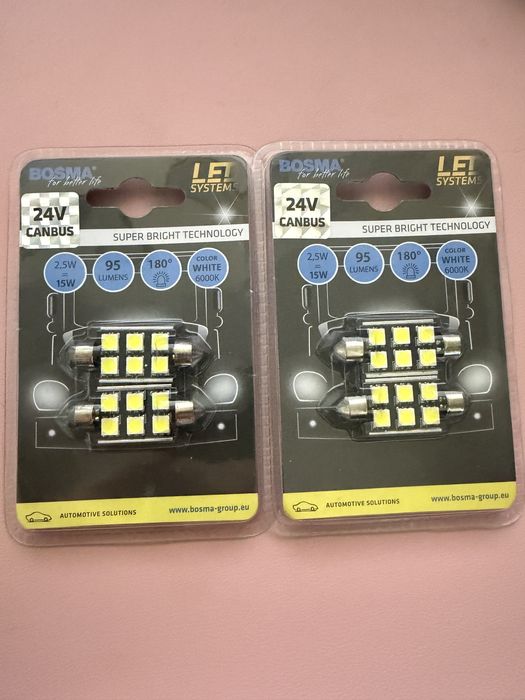 BOSMA®
for better life
LED
SYSTEMS
24V
CANBUS
SUPER BRIGHT TECHNOLOGY
2,5W
=
15W
95
LUMENS
180°
COLOR
WHITE
6000K
AUTOMOTIVE SOLUTIONS
www.bosma-group.eu
BOSMA®
for better life
LED
SYSTEMS
24V
CANBUS
SUPER BRIGHT TECHNOLOGY
2,5W
=
15W
95
LUMENS
180°
COLOR
WHITE
6000K
AUTOMOTIVE SOLUTIONS
www.bosma-group.eu